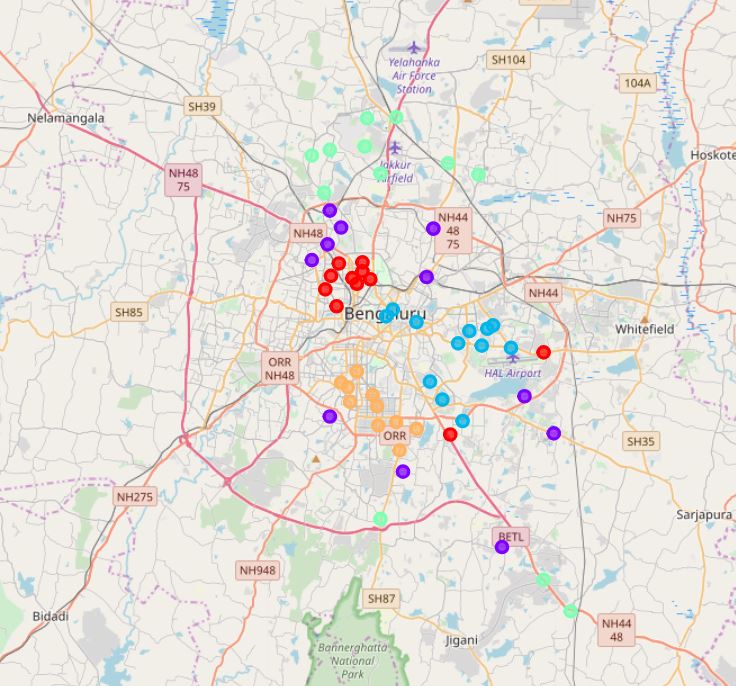 Yelahanka
Air Force
Station
SH104
104A
SH39
Nelamangala
Jakkur
Airfield
Hoskote
NH48
75
NH48
NH44
48
75
NH75
NH44
SH85
Bengaluru
Whitefield
ORR
NH48
HAL Airport
ORR
SH35
NH275
Sarjapura
BETL
NH948
SH87
Bidadi
Jigani
NH44
48
Bannerghatta
National
Park